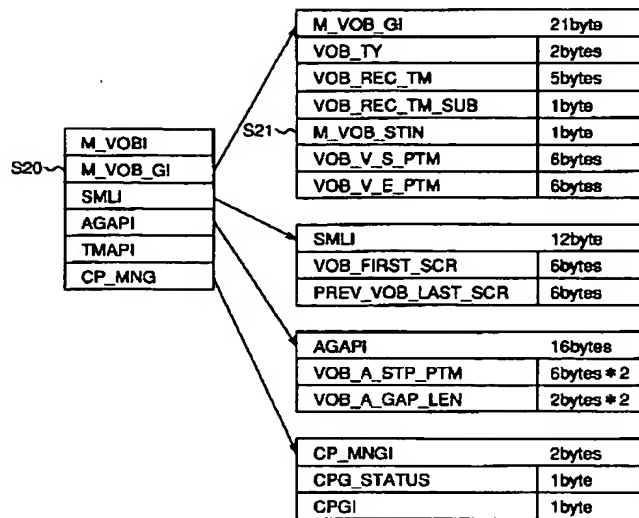 M_VOBI
S20 M_VOB_GI
SMLI
AGAPI
TMAPI
CP_MNG
M_VOB_GI 21byte
VOB_TY 2bytes
VOB_REC_TM 5bytes
VOB_REC_TM_SUB 1byte
S21 M_VOB_STIN 1byte
VOB_V_S_PTM 6bytes
VOB_V_E_PTM 6bytes
SMLI 12byte
VOB_FIRST_SCR 6bytes
PREV_VOB_LAST_SCR 6bytes
AGAPI 16bytes
VOB_A_STP_PTM 6bytes*2
VOB_A_GAP_LEN 2bytes*2
CP_MNGI 2bytes
CPG_STATUS 1byte
CPGI 1byte